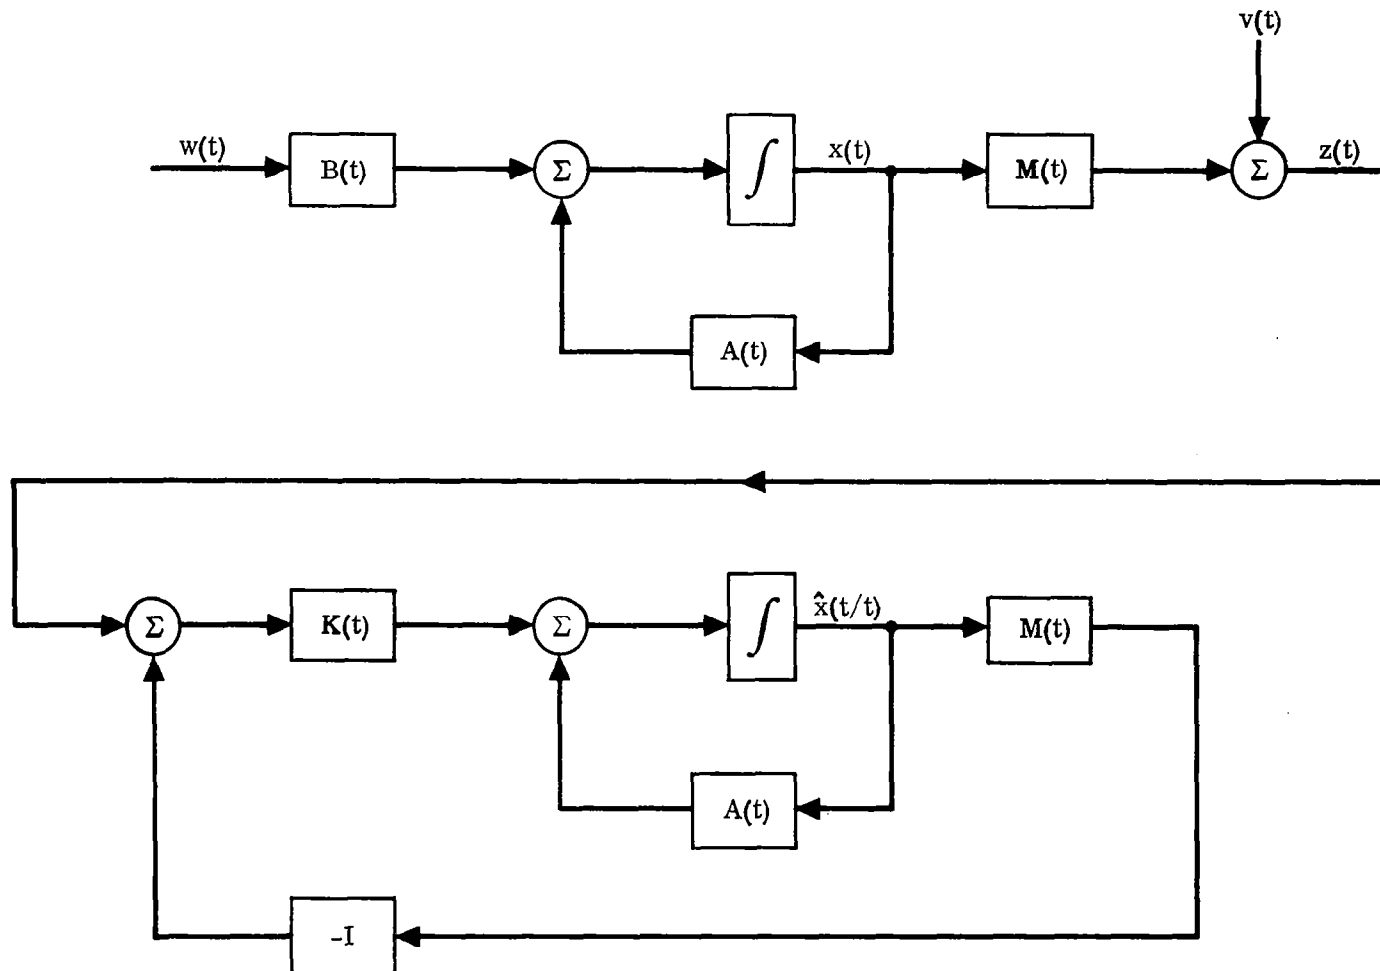 v(t)
w(t)
B(t)
Σ
∫
x(t)
M(t)
Σ
z(t)
A(t)
Σ
K(t)
Σ
∫
x̂(t/t)
M(t)
A(t)
-I